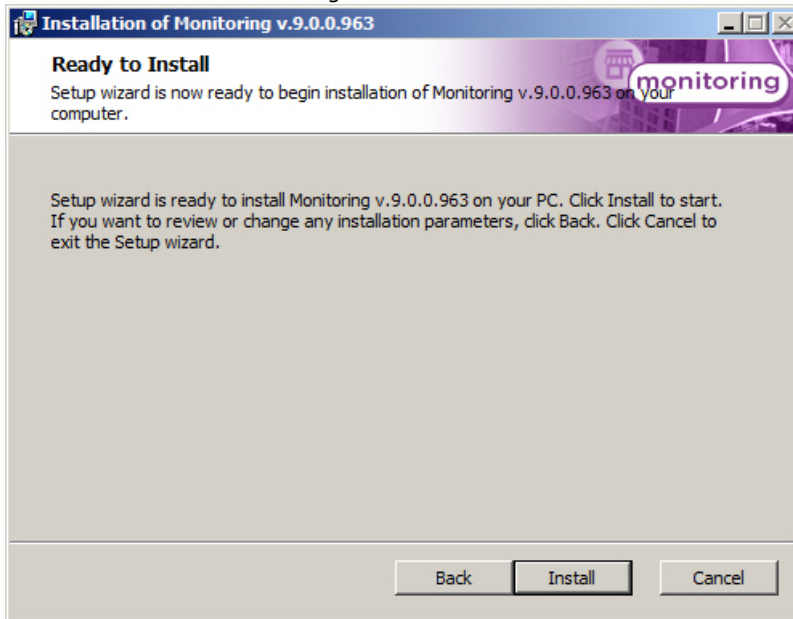 Installation of Monitoring v.9.0.0.963
Ready to Install
Setup wizard is now ready to begin installation of Monitoring v.9.0.0.963 on your
computer.
monitoring
Setup wizard is ready to install Monitoring v.9.0.0.963 on your PC. Click Install to start.
If you want to review or change any installation parameters, click Back. Click Cancel to
exit the Setup wizard.
Back Install Cancel